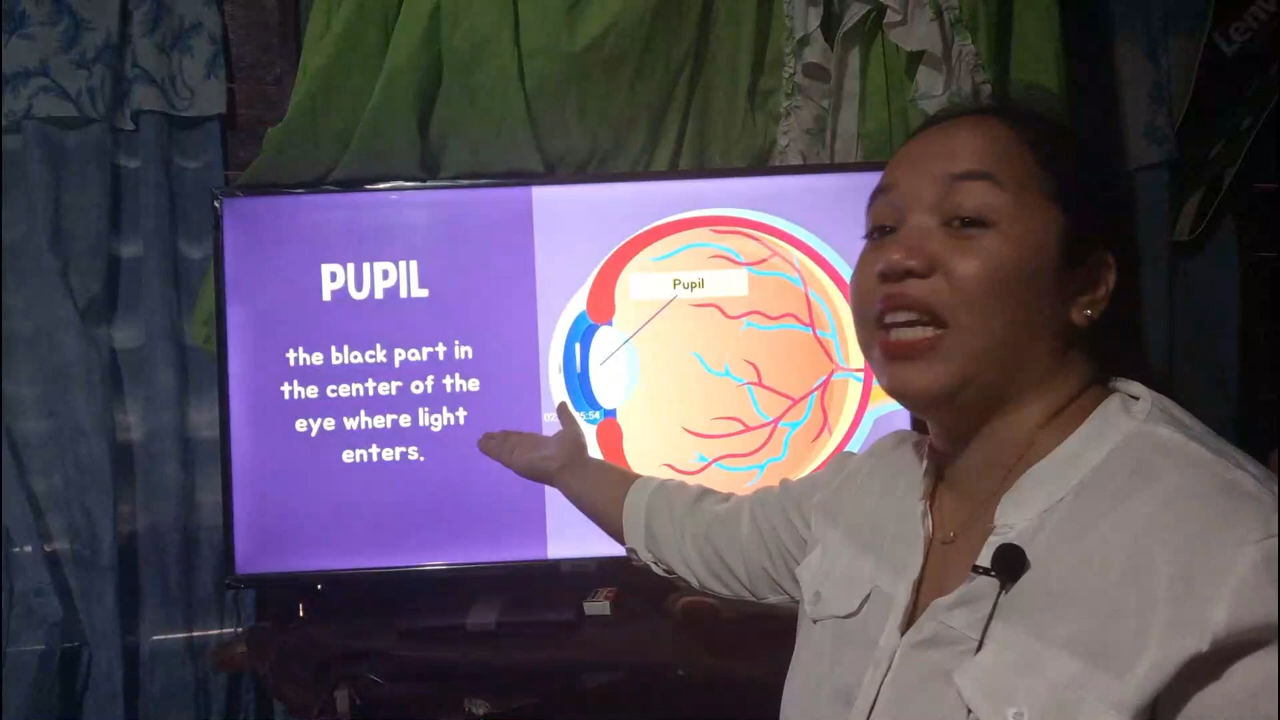 PUPIL
the black part in
the center of the
eye where light
enters.
Pupil